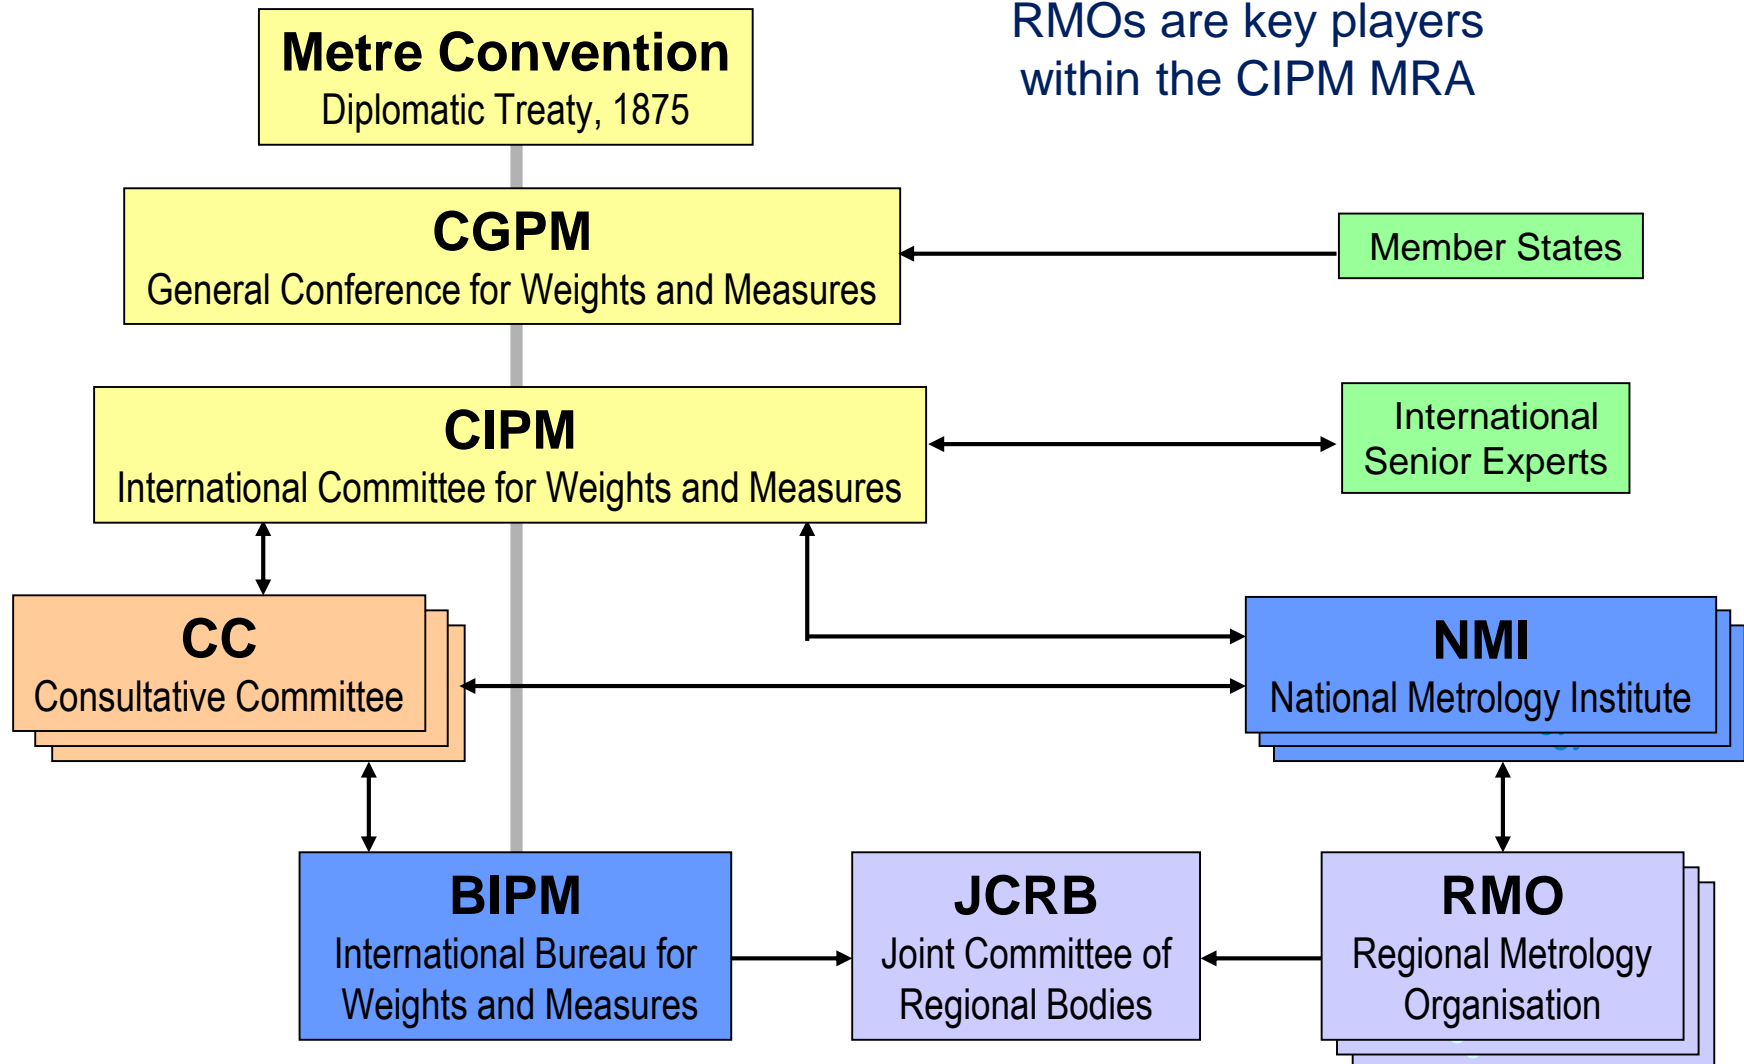 RMOs are key players
within the CIPM MRA
Metre Convention
Diplomatic Treaty, 1875
CGPM
General Conference for Weights and Measures
Member States
CIPM
International Committee for Weights and Measures
International
Senior Experts
CC
Consultative Committee
NMI
National Metrology Institute
BIPM
International Bureau for
Weights and Measures
JCRB
Joint Committee of
Regional Bodies
RMO
Regional Metrology
Organisation